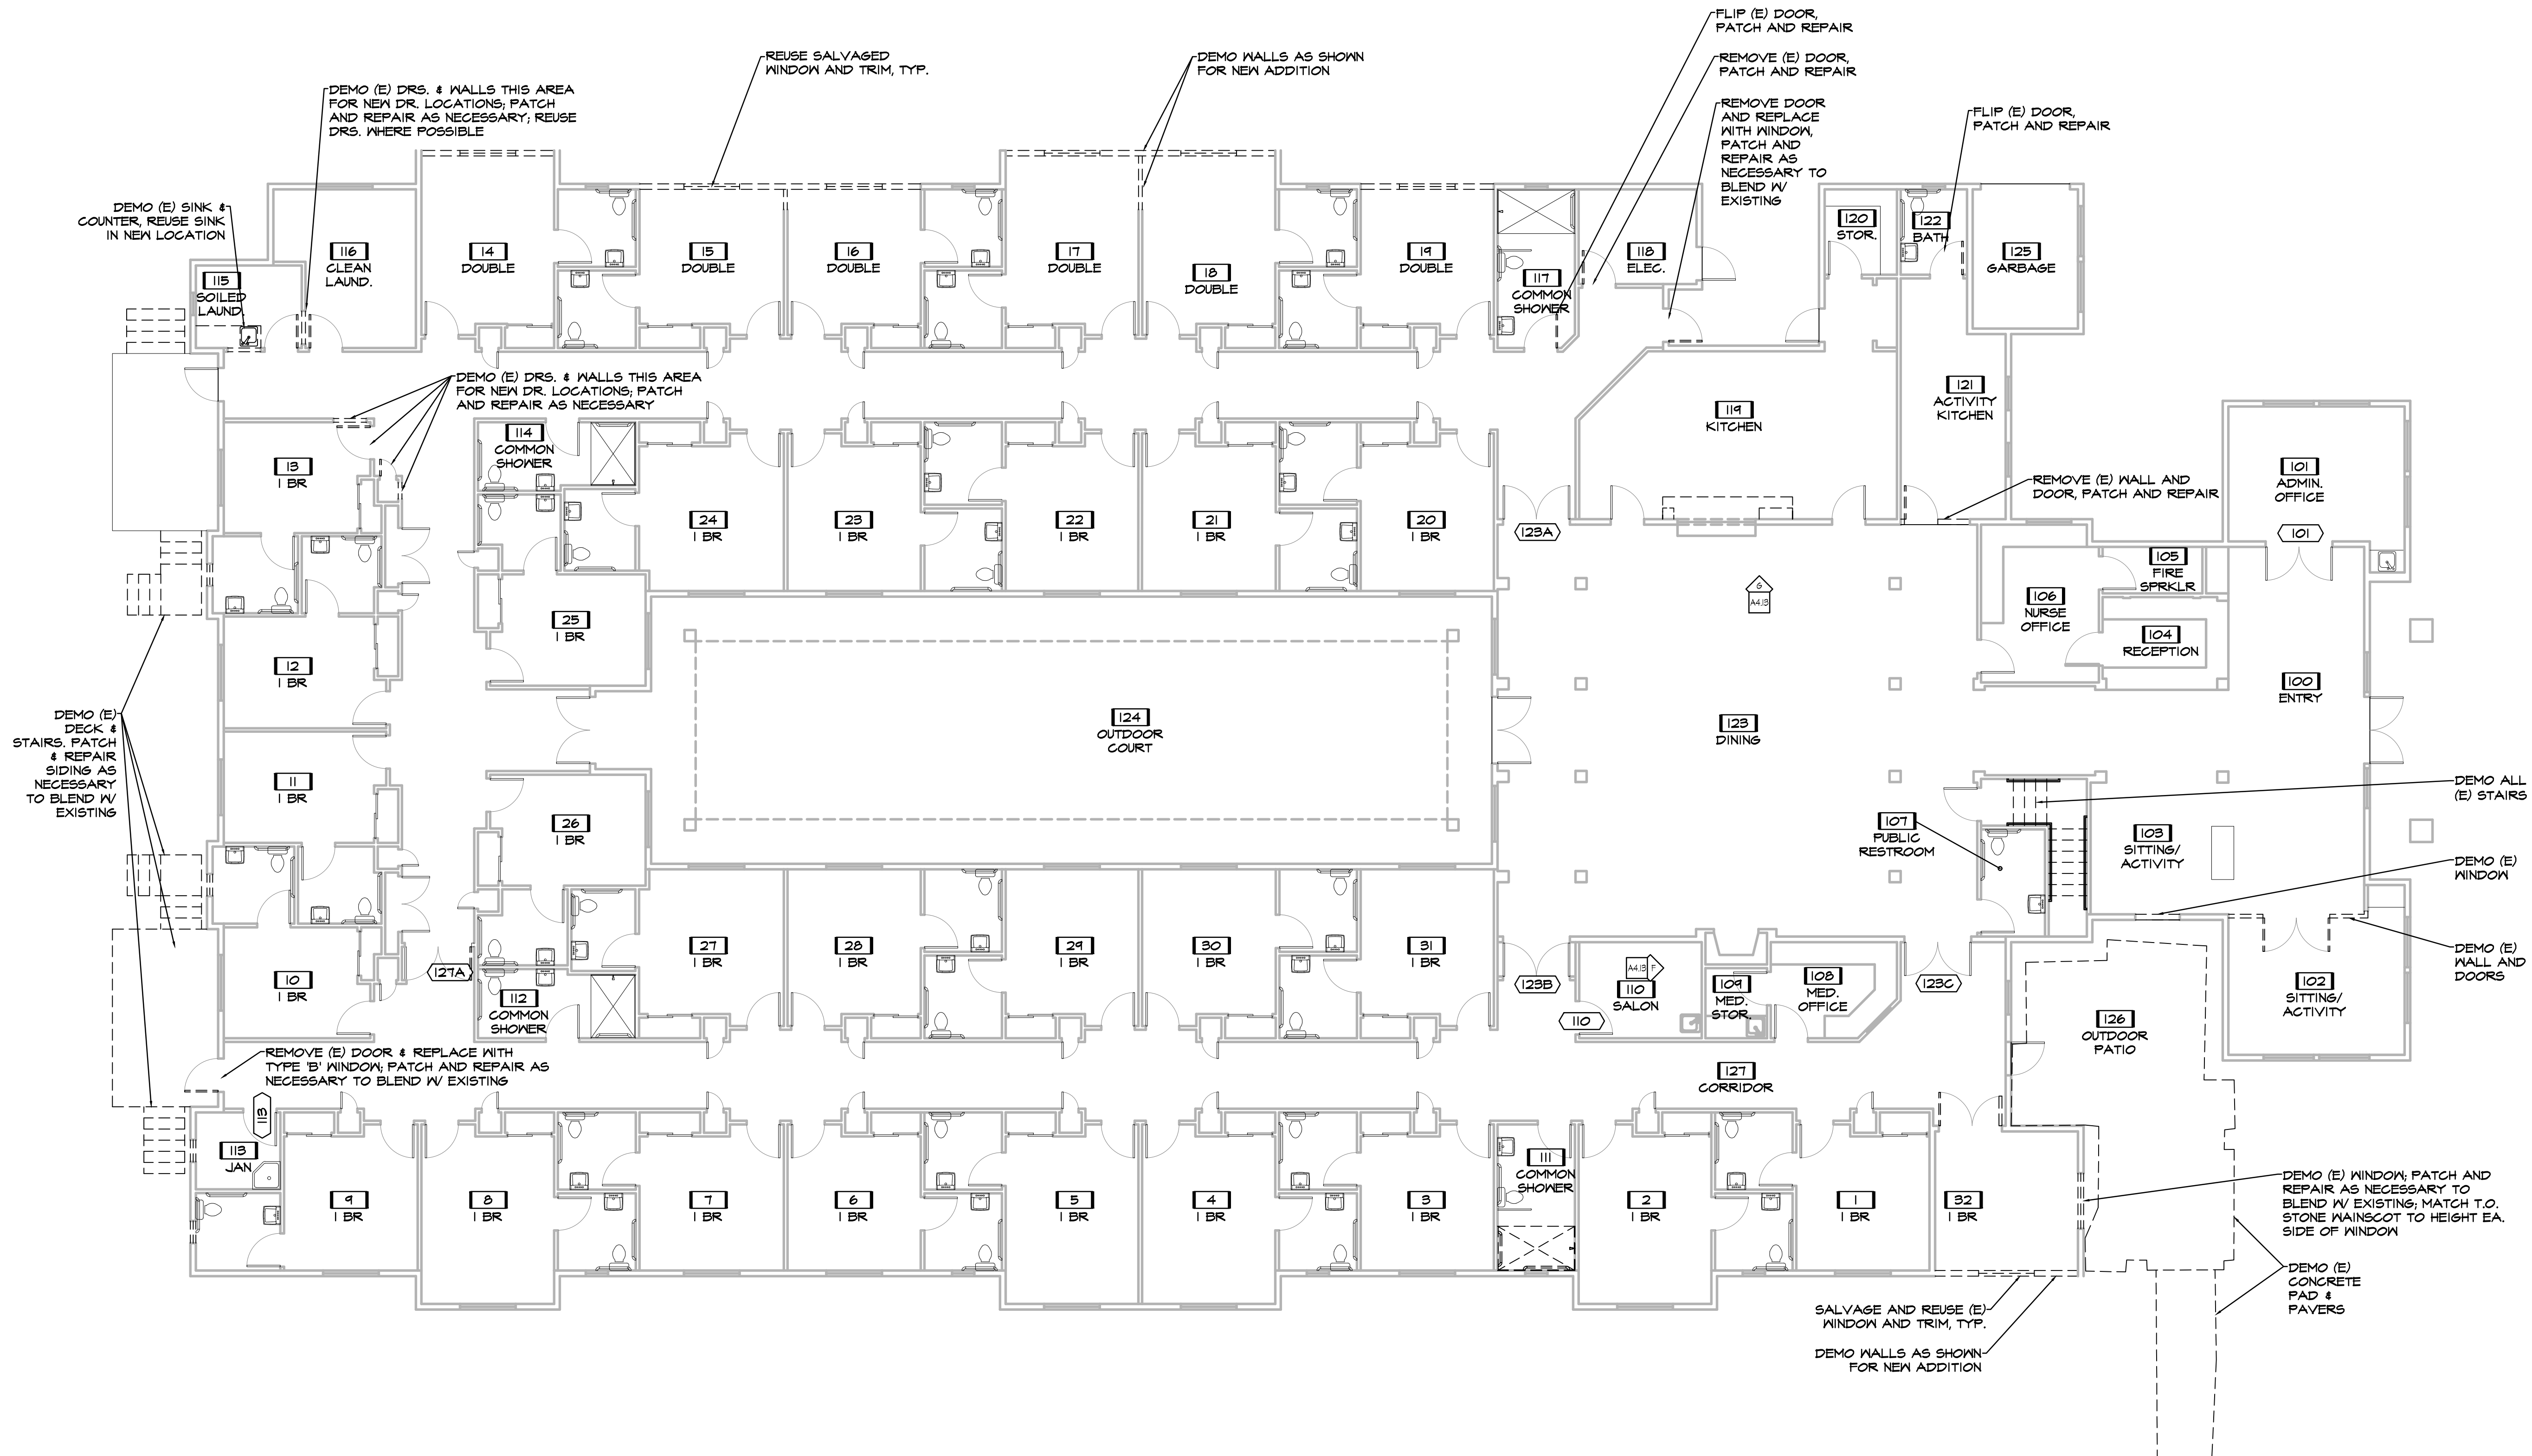 FLIP (E) DOOR,
PATCH AND REPAIR
REUSE SALVAGED
WINDOW AND TRIM, TYP.
DEMO WALLS AS SHOWN
FOR NEW ADDITION
REMOVE (E) DOOR,
PATCH AND REPAIR
DEMO (E) DRS. & WALLS THIS AREA
FOR NEW DR. LOCATIONS; PATCH
AND REPAIR AS NECESSARY; REUSE
DRS. WHERE POSSIBLE
REMOVE DOOR
AND REPLACE
WITH WINDOW,
PATCH AND
REPAIR AS
NECESSARY TO
BLEND W/
EXISTING
FLIP (E) DOOR,
PATCH AND REPAIR
DEMO (E) SINK &
COUNTER, REUSE SINK
IN NEW LOCATION
115
SOILED
LAUND.
116
CLEAN
LAUND.
14
DOUBLE
15
DOUBLE
16
DOUBLE
17
DOUBLE
18
DOUBLE
19
DOUBLE
117
COMMON
SHOWER
118
ELEC.
120
STOR.
122
BATH
125
GARBAGE
DEMO (E) DRS. & WALLS THIS AREA
FOR NEW DR. LOCATIONS; PATCH
AND REPAIR AS NECESSARY
119
KITCHEN
121
ACTIVITY
KITCHEN
13
1 BR
114
COMMON
SHOWER
101
ADMIN.
OFFICE
REMOVE (E) WALL AND
DOOR, PATCH AND REPAIR
24
1 BR
23
1 BR
22
1 BR
21
1 BR
20
1 BR
123A
101
105
FIRE
SPRKLR
106
NURSE
OFFICE
104
RECEPTION
G
A4.13
25
1 BR
12
1 BR
100
ENTRY
DEMO (E)
DECK &
STAIRS. PATCH
& REPAIR
SIDING AS
NECESSARY
TO BLEND W/
EXISTING
124
OUTDOOR
COURT
123
DINING
11
1 BR
26
1 BR
DEMO ALL
(E) STAIRS
107
PUBLIC
RESTROOM
103
SITTING/
ACTIVITY
DEMO (E)
WINDOW
27
1 BR
28
1 BR
29
1 BR
30
1 BR
31
1 BR
10
1 BR
127A
112
COMMON
SHOWER
123B
A4.13
F
110
SALON
110
109
MED.
STOR.
108
MED.
OFFICE
123C
DEMO (E)
WALL AND
DOORS
102
SITTING/
ACTIVITY
126
OUTDOOR
PATIO
REMOVE (E) DOOR & REPLACE WITH
TYPE 'B' WINDOW; PATCH AND REPAIR AS
NECESSARY TO BLEND W/ EXISTING
127
CORRIDOR
113
113
JAN
9
1 BR
8
1 BR
7
1 BR
6
1 BR
5
1 BR
4
1 BR
3
1 BR
111
COMMON
SHOWER
2
1 BR
1
1 BR
32
1 BR
DEMO (E) WINDOW; PATCH AND
REPAIR AS NECESSARY TO
BLEND W/ EXISTING; MATCH T.O.
STONE WAINSCOT TO HEIGHT EA.
SIDE OF WINDOW
DEMO (E)
CONCRETE
PAD &
PAVERS
SALVAGE AND REUSE (E)
WINDOW AND TRIM, TYP.
DEMO WALLS AS SHOWN
FOR NEW ADDITION